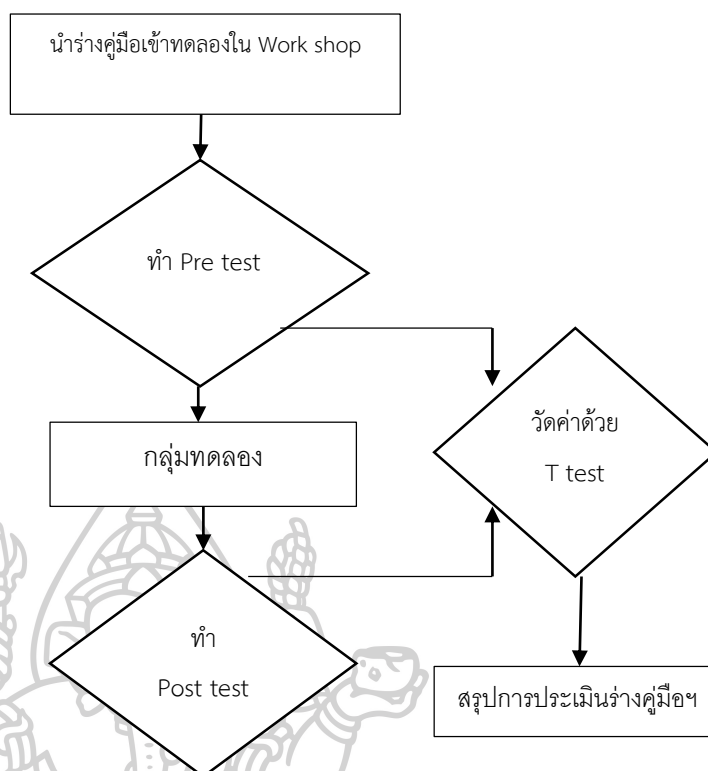 นำร่างคู่มือเข้าทดลองใน Work shop
ทำ Pre test
กลุ่มทดลอง
วัดค่าด้วย
T test
ทำ
Post test
สรุปการประเมินร่างคู่มือฯ